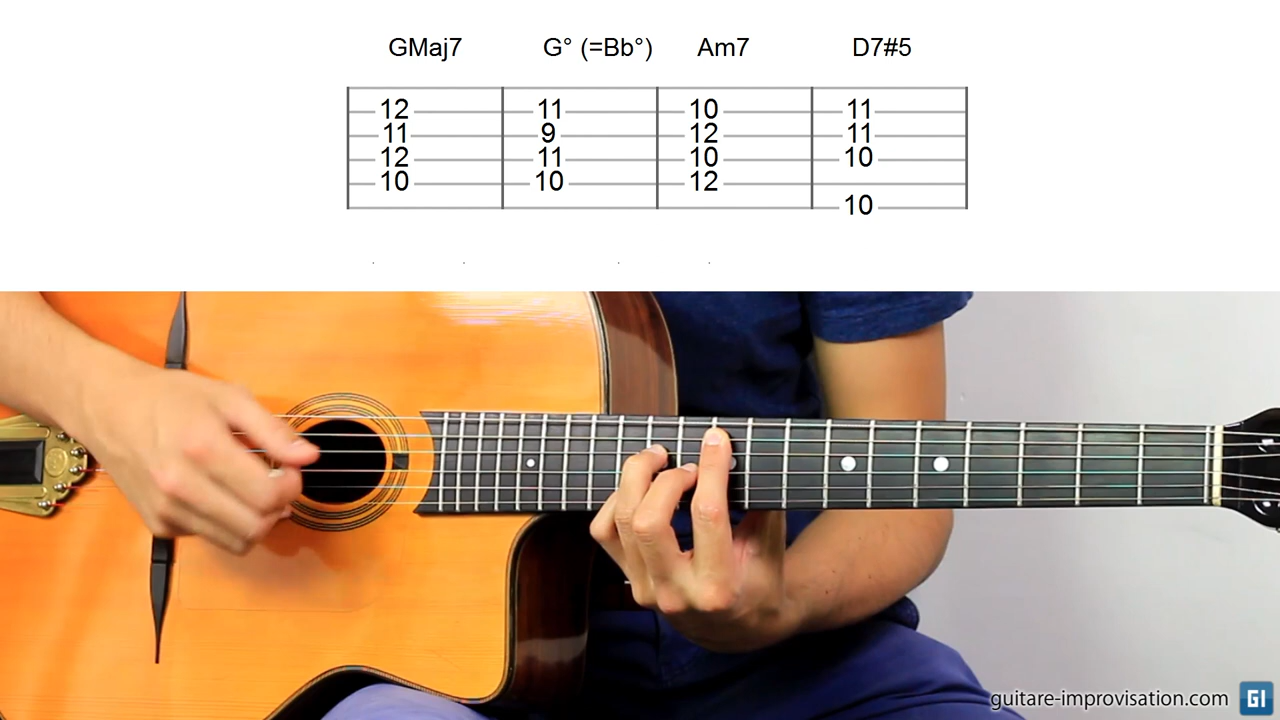 GMaj7 G° (=Bb°) Am7 D7#5
12 11 10 11
11 9 12 11
12 11 10 10
10 10 12
10
guitare-improvisation.com GI